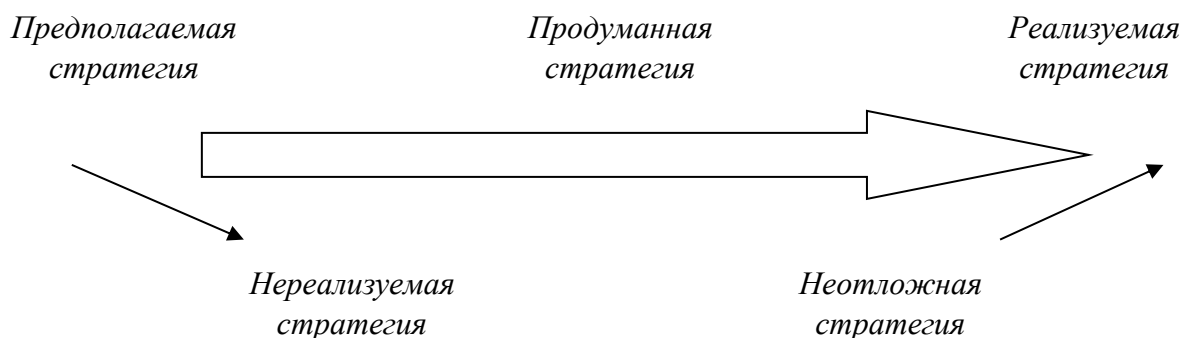 Предполагаемая
стратегия
Продуманная
стратегия
Реализуемая
стратегия
Нереализуемая
стратегия
Неотложная
стратегия